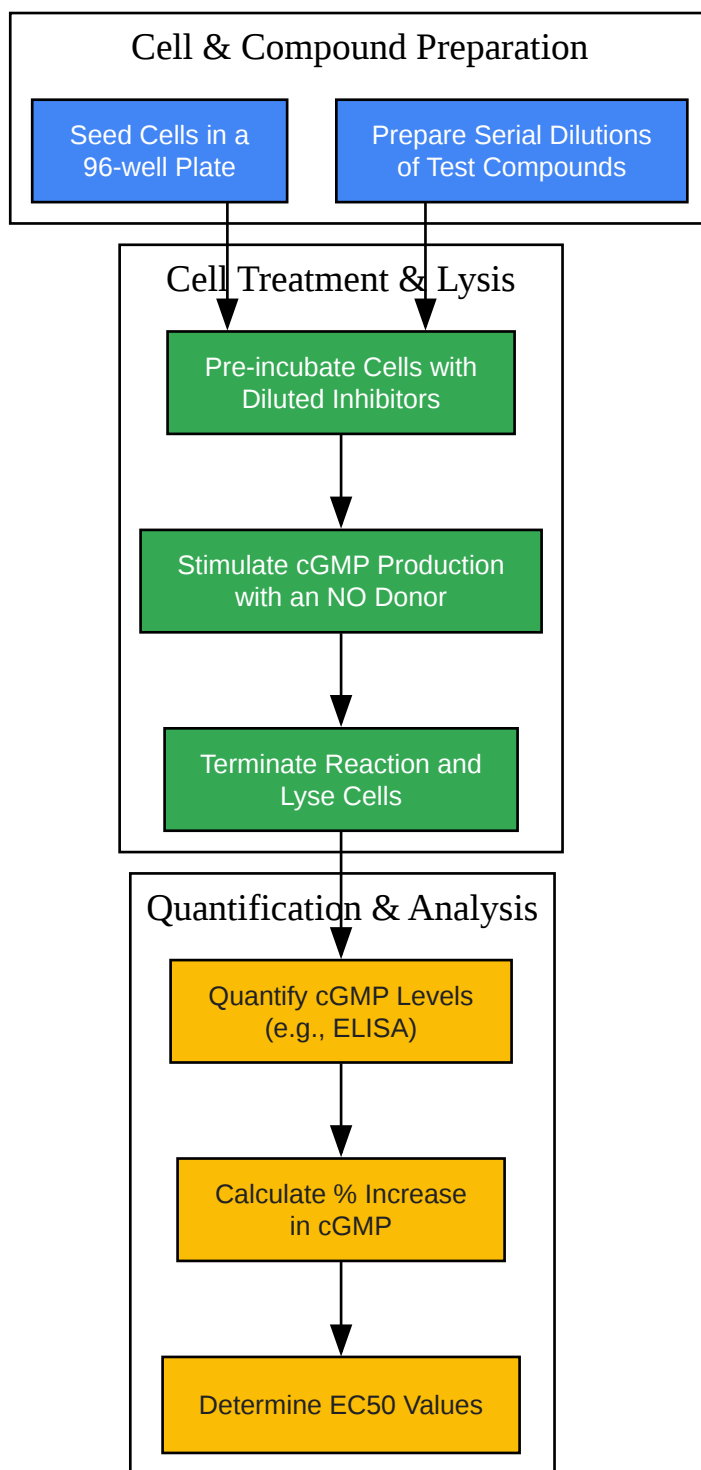 Cell & Compound Preparation
Seed Cells in a
96-well Plate
Prepare Serial Dilutions
of Test Compounds
Cell Treatment & Lysis
Pre-incubate Cells with
Diluted Inhibitors
Stimulate cGMP Production
with an NO Donor
Terminate Reaction and
Lyse Cells
Quantification & Analysis
Quantify cGMP Levels
(e.g., ELISA)
Calculate % Increase
in cGMP
Determine EC50 Values